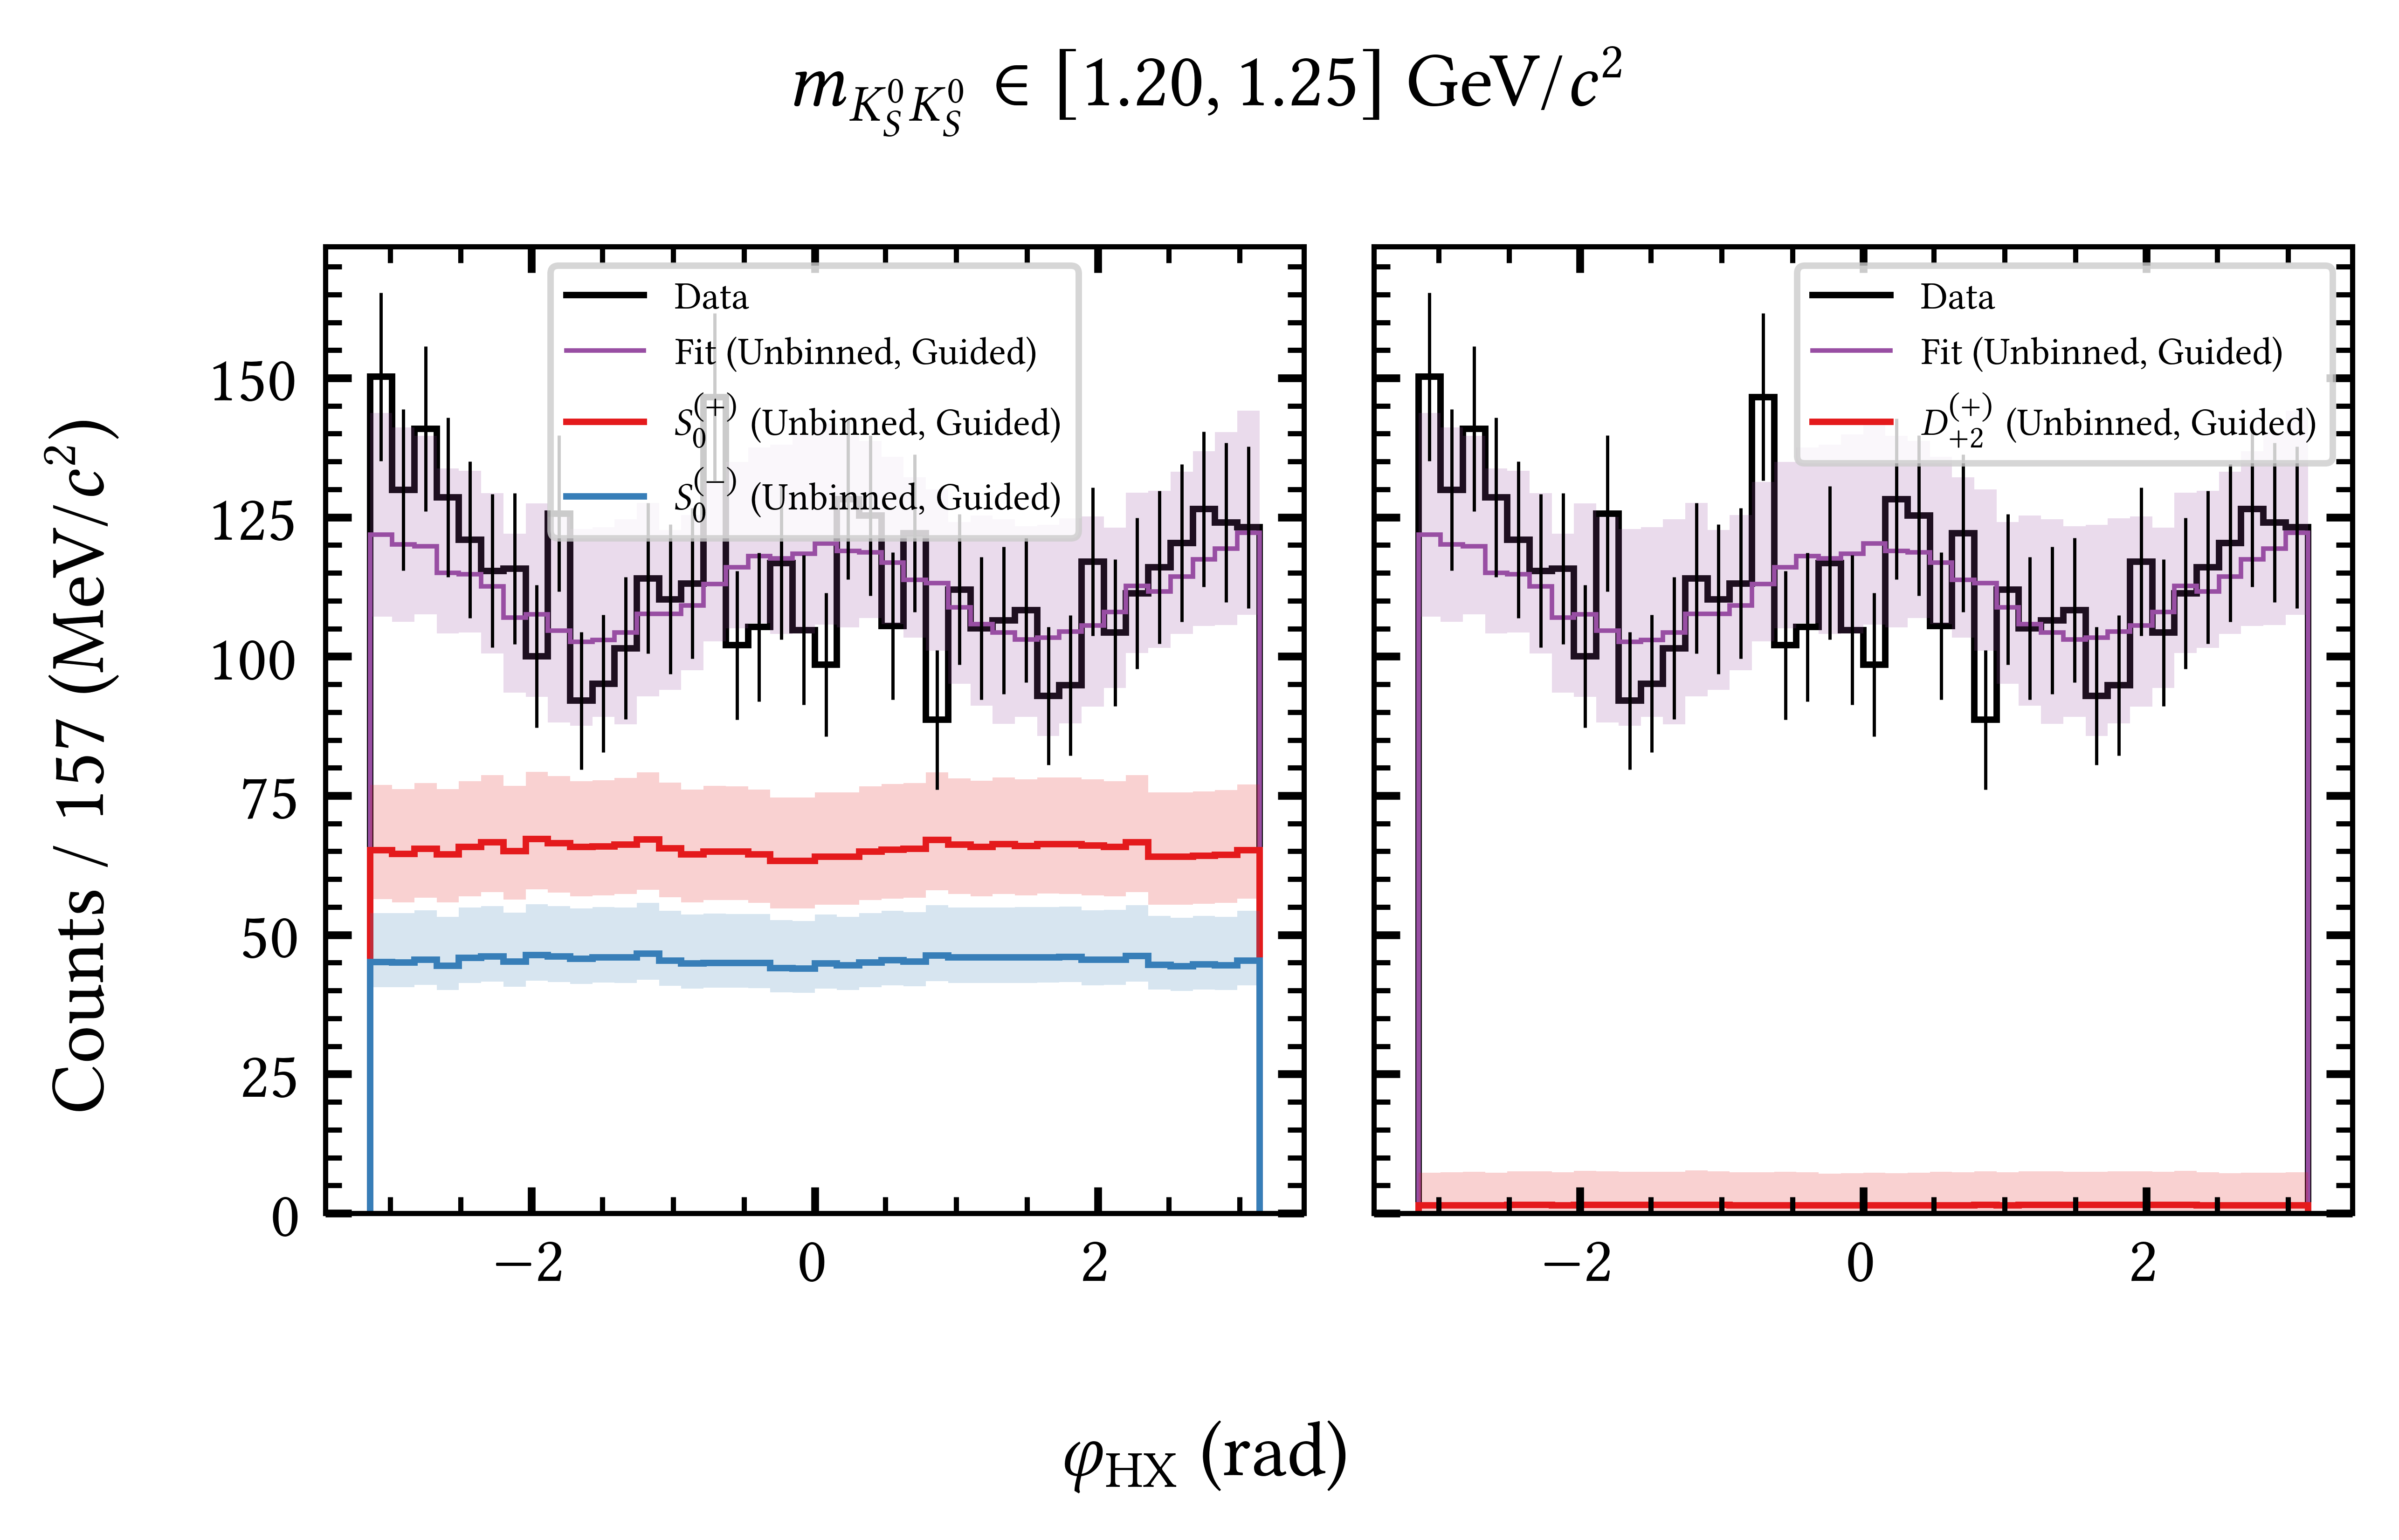 m_{K_S^0 K_S^0} ∈ [1.20, 1.25] GeV/c²
Counts / 157 (MeV/c²)
150
125
100
75
50
25
0
Data
Fit (Unbinned, Guided)
S_0^{(+)} (Unbinned, Guided)
S_0^{(−)} (Unbinned, Guided)
−2
0
2
Data
Fit (Unbinned, Guided)
D_{+2}^{(+)} (Unbinned, Guided)
−2
0
2
φ_HX (rad)